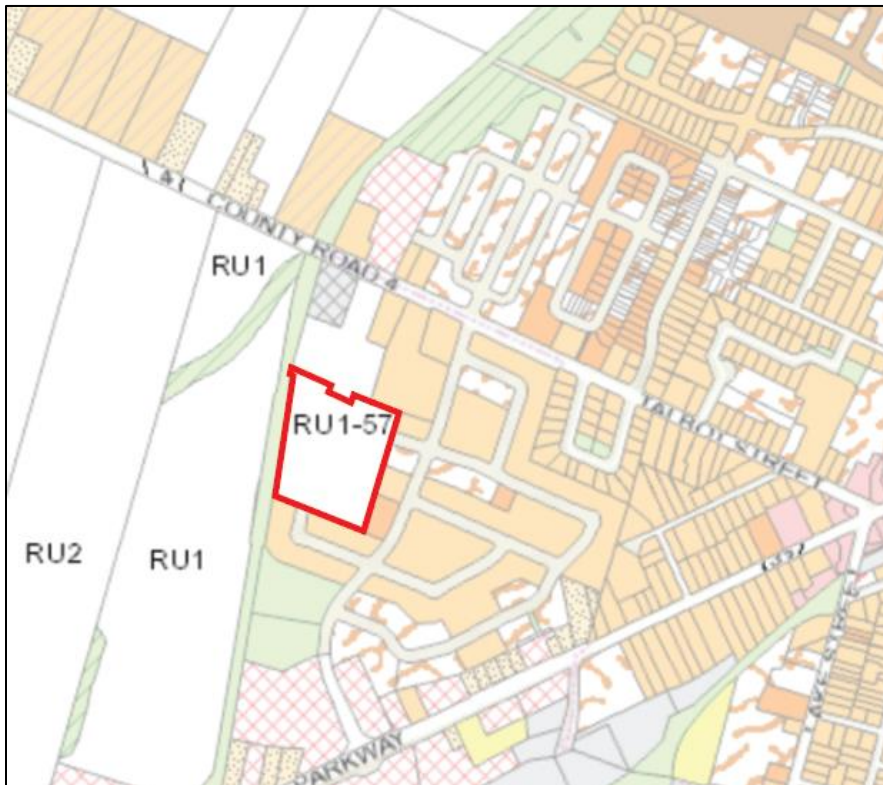 COUNTY ROAD 4
RU1
RU1-57
TALBOT STREET
RU2
RU1
PARKWAY